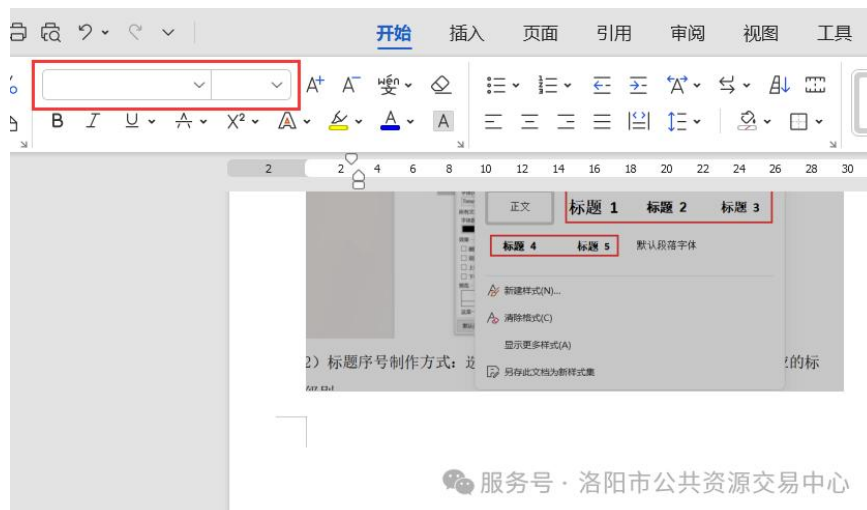 开始 插入 页面 引用 审阅 视图 工具
A+ A- wén 变
B I U A X² A A A
2 2 4 6 8 10 12 14 16 18 20 22 24 26 28 30
正文 标题 1 标题 2 标题 3
标题 4 标题 5 默认段落字体
新建样式(N)...
清除格式(C)
显示更多样式(A)
2）标题序号制作方式：
的标
另存此文档为新样式集
服务号 · 洛阳市公共资源交易中心